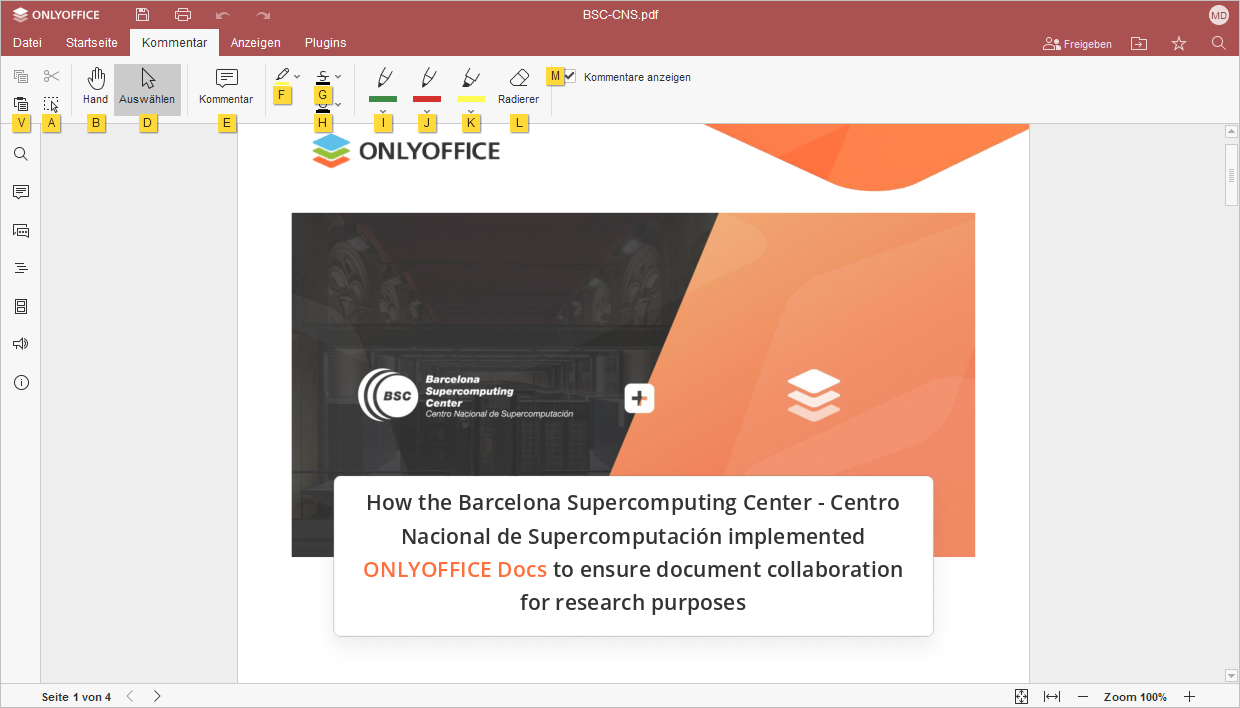 ONLYOFFICE
BSC-CNS.pdf
MD
Datei Startseite Kommentar Anzeigen Plugins
Freigeben
Hand Auswählen Kommentar Radierer
M Kommentare anzeigen
F G
V A B D E H I J K L
ONLYOFFICE
BSC
Barcelona
Supercomputing
Center
Centro Nacional de Supercomputación
How the Barcelona Supercomputing Center - Centro
Nacional de Supercomputación implemented
ONLYOFFICE Docs to ensure document collaboration
for research purposes
Seite 1 von 4
Zoom 100%